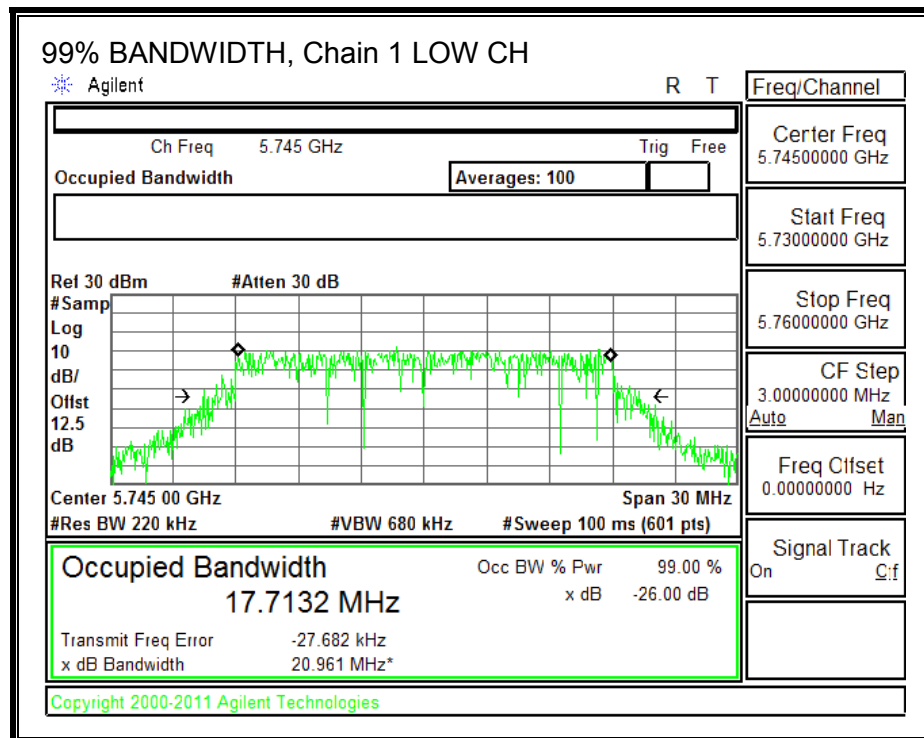 99% BANDWIDTH, Chain 1 LOW CH
Agilent R T
Ch Freq 5.745 GHz Trig Free
Occupied Bandwidth Averages: 100
Ref 30 dBm #Atten 30 dB
#Samp
Log
10
dB/
Offst
12.5
dB
Center 5.745 00 GHz Span 30 MHz
#Res BW 220 kHz #VBW 680 kHz #Sweep 100 ms (601 pts)
Occupied Bandwidth Occ BW % Pwr 99.00 %
17.7132 MHz x dB -26.00 dB
Transmit Freq Error -27.682 kHz
x dB Bandwidth 20.961 MHz*
Copyright 2000-2011 Agilent Technologies
Freq/Channel
Center Freq
5.74500000 GHz
Start Freq
5.73000000 GHz
Stop Freq
5.76000000 GHz
CF Step
3.00000000 MHz
Auto Man
Freq Offset
0.00000000 Hz
Signal Track
On Off